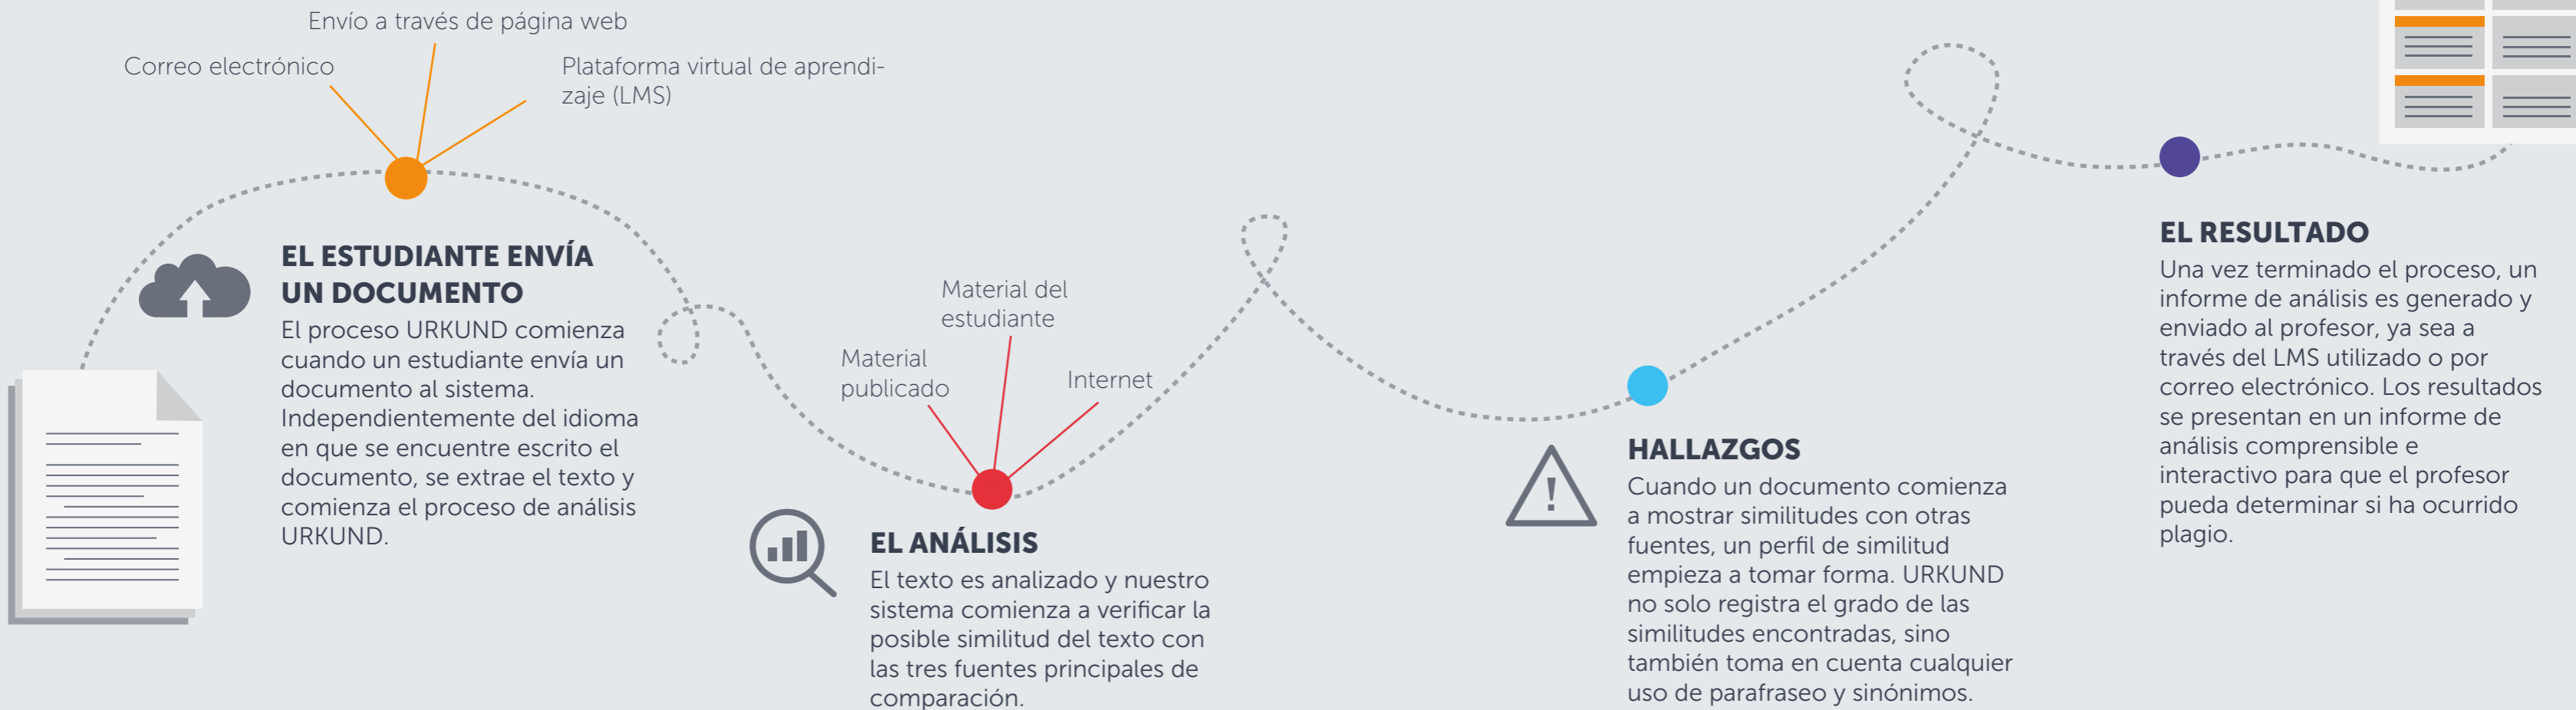 Envío a través de página web
Correo electrónico
Plataforma virtual de aprendi-
zaje (LMS)
EL ESTUDIANTE ENVÍA
UN DOCUMENTO
El proceso URKUND comienza
cuando un estudiante envía un
documento al sistema.
Independientemente del idioma
en que se encuentre escrito el
documento, se extrae el texto y
comienza el proceso de análisis
URKUND.
Material del
estudiante
Material
publicado
Internet
EL ANÁLISIS
El texto es analizado y nuestro
sistema comienza a verificar la
posible similitud del texto con
las tres fuentes principales de
comparación.
!
HALLAZGOS
Cuando un documento comienza
a mostrar similitudes con otras
fuentes, un perfil de similitud
empieza a tomar forma. URKUND
no solo registra el grado de las
similitudes encontradas, sino
también toma en cuenta cualquier
uso de parafraseo y sinónimos.
EL RESULTADO
Una vez terminado el proceso, un
informe de análisis es generado y
enviado al profesor, ya sea a
través del LMS utilizado o por
correo electrónico. Los resultados
se presentan en un informe de
análisis comprensible e
interactivo para que el profesor
pueda determinar si ha ocurrido
plagio.